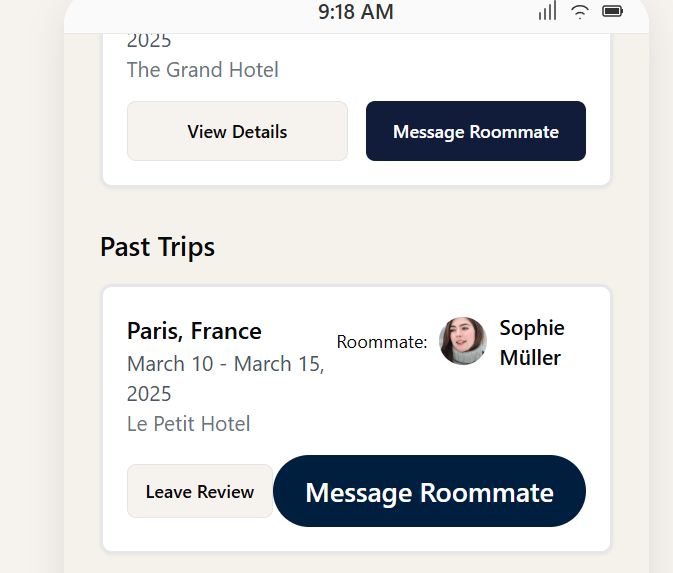 9:18 AM
2025
The Grand Hotel
View Details
Message Roommate
Past Trips
Paris, France
March 10 - March 15,
2025
Le Petit Hotel
Roommate:
Sophie
Müller
Leave Review
Message Roommate